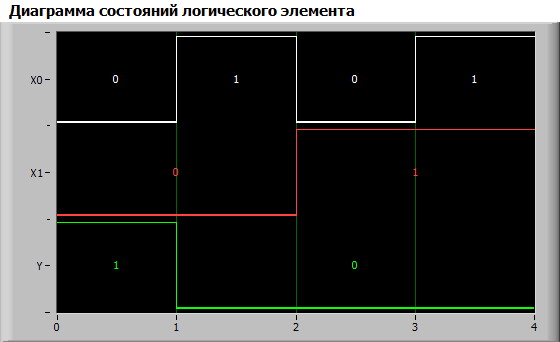 Диаграмма состояний логического элемента
X0 0 1 0 1
X1 0 1
Y 1 0
0 1 2 3 4